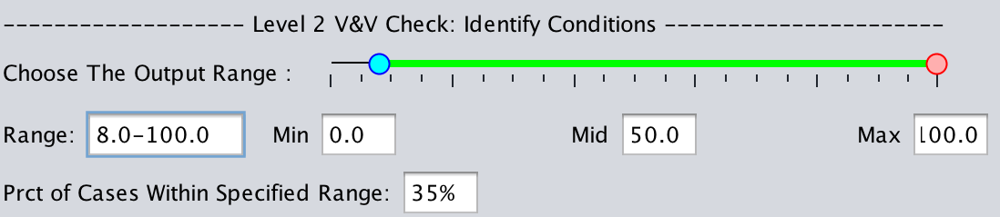 ------------------- Level 2 V&V Check: Identify Conditions ----------------------
Choose The Output Range :
Range: 8.0-100.0 Min 0.0 Mid 50.0 Max 100.0
Prct of Cases Within Specified Range: 35%